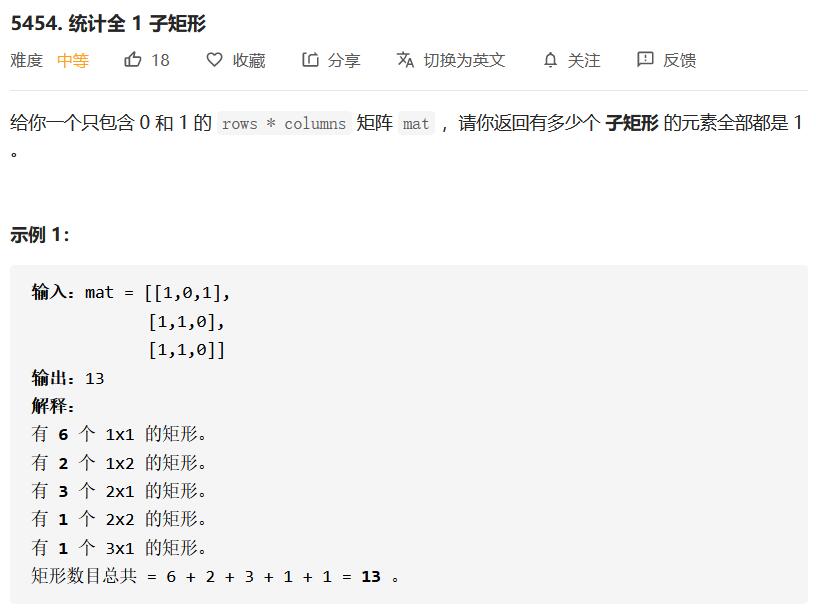 5454. 统计全 1 子矩形
难度 中等 18 收藏 分享 切换为英文 关注 反馈
给你一个只包含 0 和 1 的 rows * columns 矩阵 mat ，请你返回有多少个 子矩形 的元素全部都是 1
。
示例 1：
输入：mat = [[1,0,1],
[1,1,0],
[1,1,0]]
输出：13
解释：
有 6 个 1x1 的矩形。
有 2 个 1x2 的矩形。
有 3 个 2x1 的矩形。
有 1 个 2x2 的矩形。
有 1 个 3x1 的矩形。
矩形数目总共 = 6 + 2 + 3 + 1 + 1 = 13 。